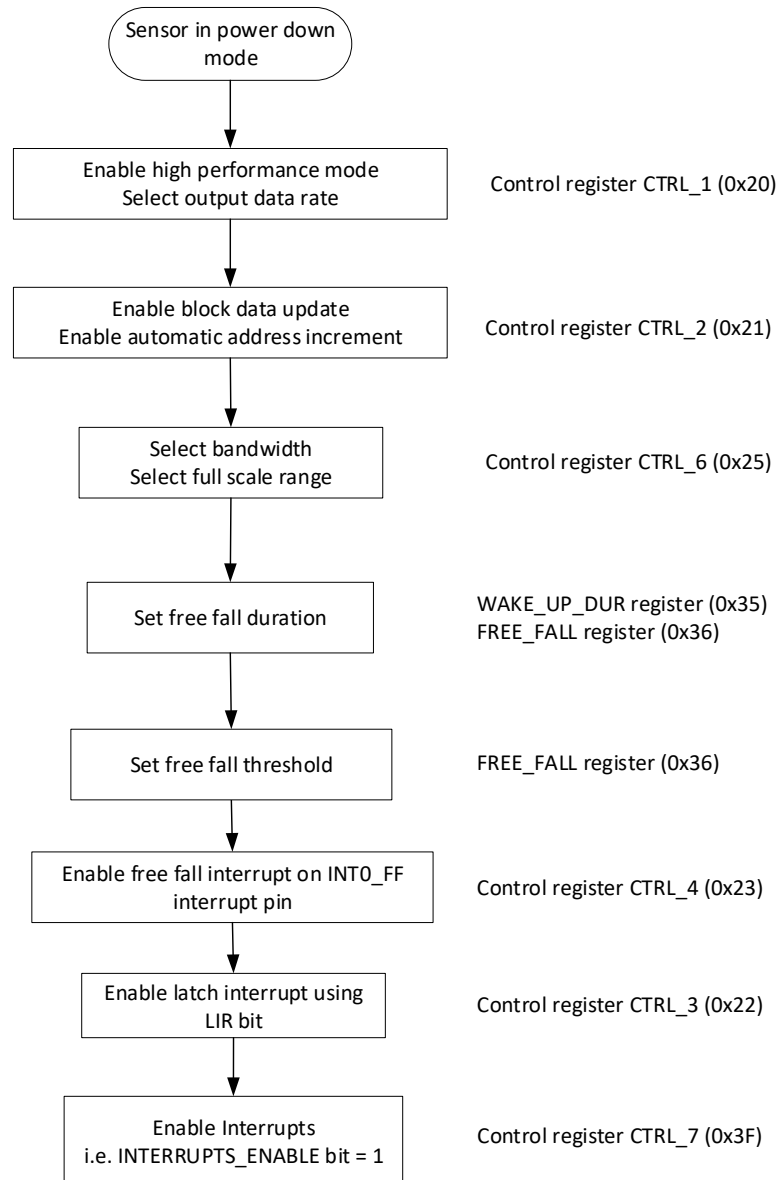 Sensor in power down
mode
Enable high performance mode
Select output data rate
Control register CTRL_1 (0x20)
Enable block data update
Enable automatic address increment
Control register CTRL_2 (0x21)
Select bandwidth
Select full scale range
Control register CTRL_6 (0x25)
Set free fall duration
WAKE_UP_DUR register (0x35)
FREE_FALL register (0x36)
Set free fall threshold
FREE_FALL register (0x36)
Enable free fall interrupt on INT0_FF
interrupt pin
Control register CTRL_4 (0x23)
Enable latch interrupt using
LIR bit
Control register CTRL_3 (0x22)
Enable Interrupts
i.e. INTERRUPTS_ENABLE bit = 1
Control register CTRL_7 (0x3F)